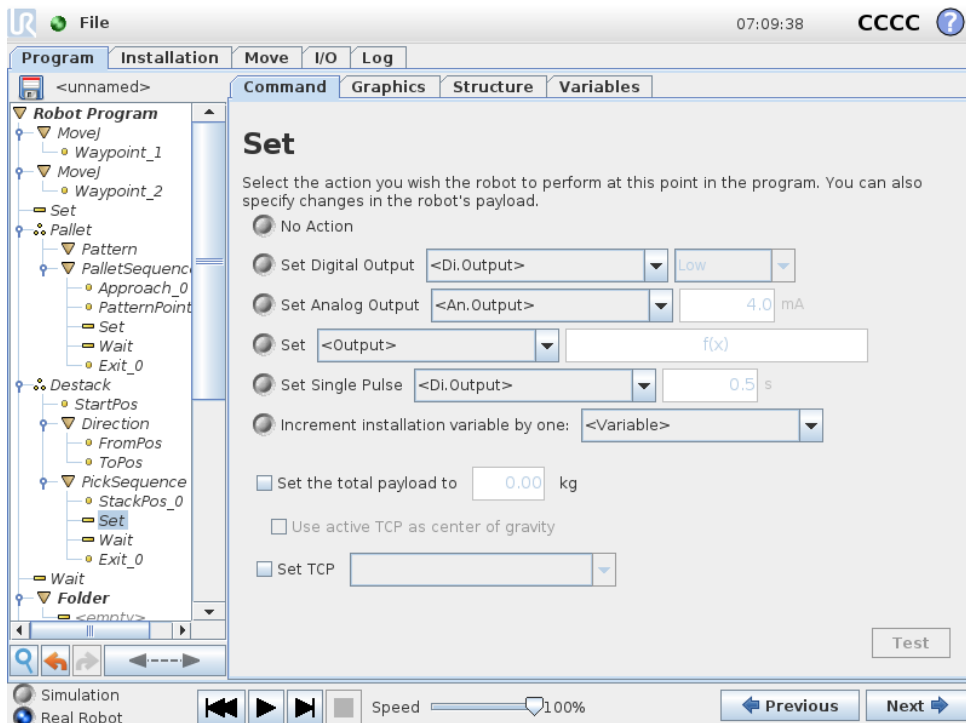 UR File 07:09:38 CCCC ?
Program Installation Move I/O Log
<unnamed>
Command Graphics Structure Variables
Robot Program
MoveJ
Waypoint_1
MoveJ
Waypoint_2
Set
Pallet
Pattern
PalletSequenc
Approach_0
PatternPoint
Set
Wait
Exit_0
Destack
StartPos
Direction
FromPos
ToPos
PickSequence
StackPos_0
Set
Wait
Exit_0
Wait
Folder
<empty>
Set
Select the action you wish the robot to perform at this point in the program. You can also
specify changes in the robot's payload.
No Action
Set Digital Output <Di.Output> Low
Set Analog Output <An.Output> 4.0 mA
Set <Output> f(x)
Set Single Pulse <Di.Output> 0.5 s
Increment installation variable by one: <Variable>
Set the total payload to 0.00 kg
Use active TCP as center of gravity
Set TCP
Test
Simulation
Real Robot
Speed 100%
Previous Next